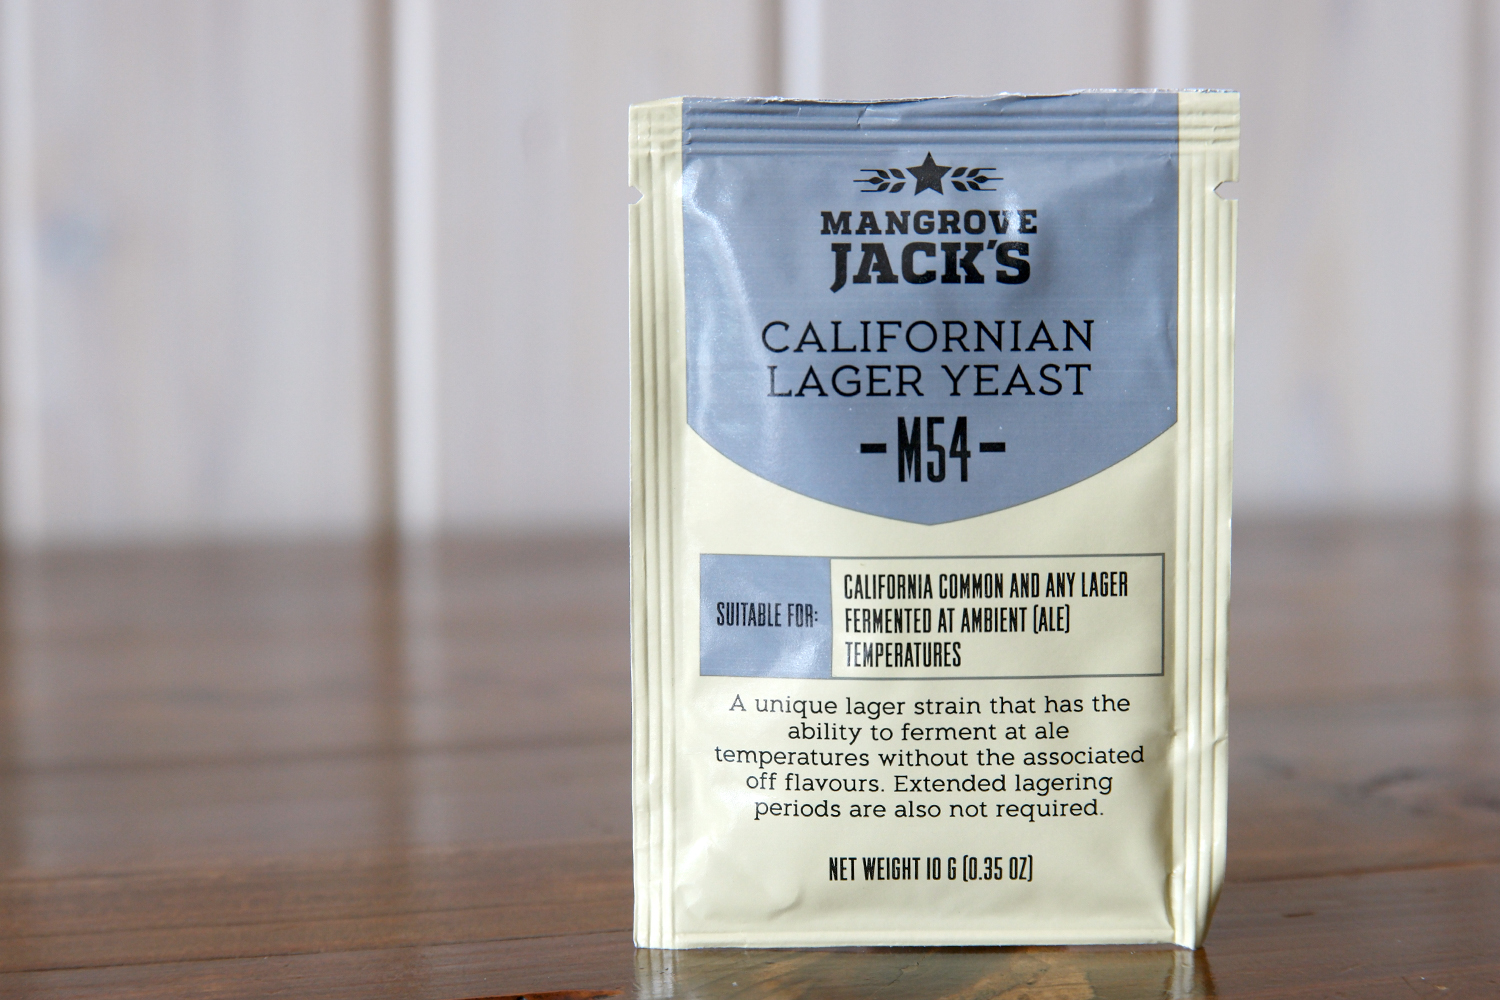 MANGROVE
JACK'S
CALIFORNIAN
LAGER YEAST
-M54-
SUITABLE FOR:
CALIFORNIA COMMON AND ANY LAGER
FERMENTED AT AMBIENT (ALE)
TEMPERATURES
A unique lager strain that has the
ability to ferment at ale
temperatures without the associated
off flavours. Extended lagering
periods are also not required.
NET WEIGHT 10 G (0.35 OZ)